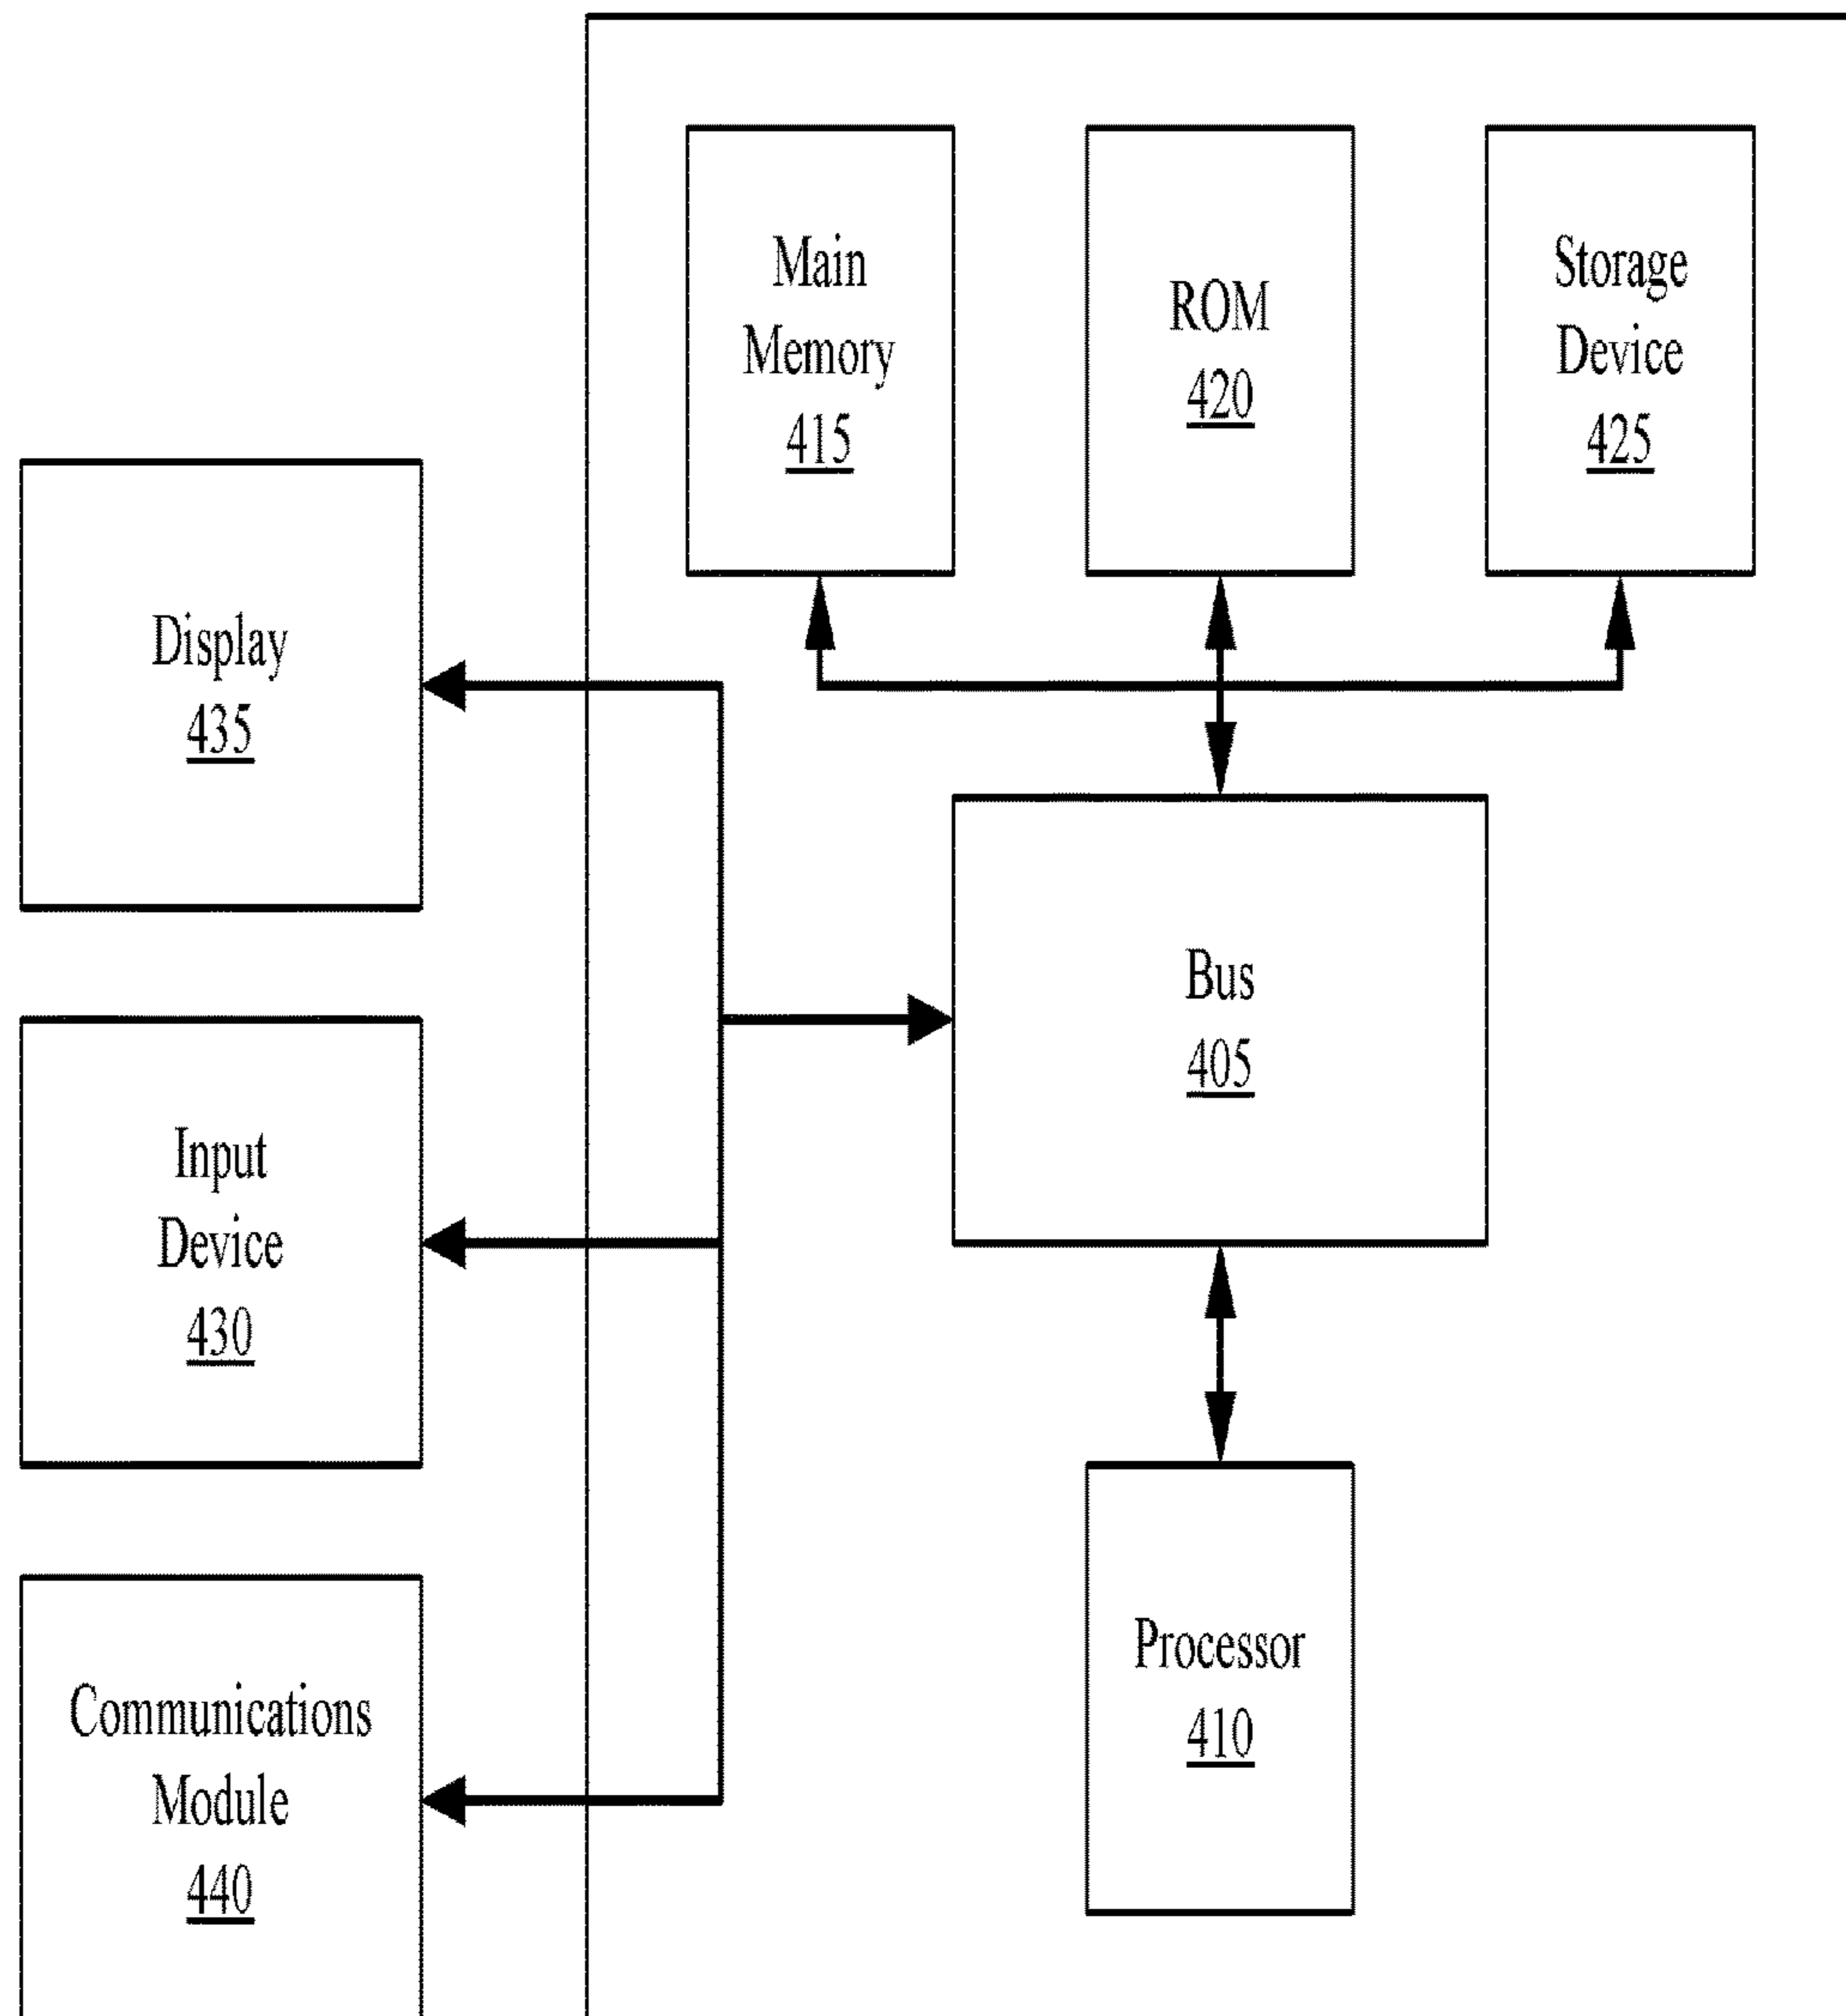 Main
Memory
415
ROM
420
Storage
Device
425
Display
435
Bus
405
Input
Device
430
Processor
410
Communications
Module
440